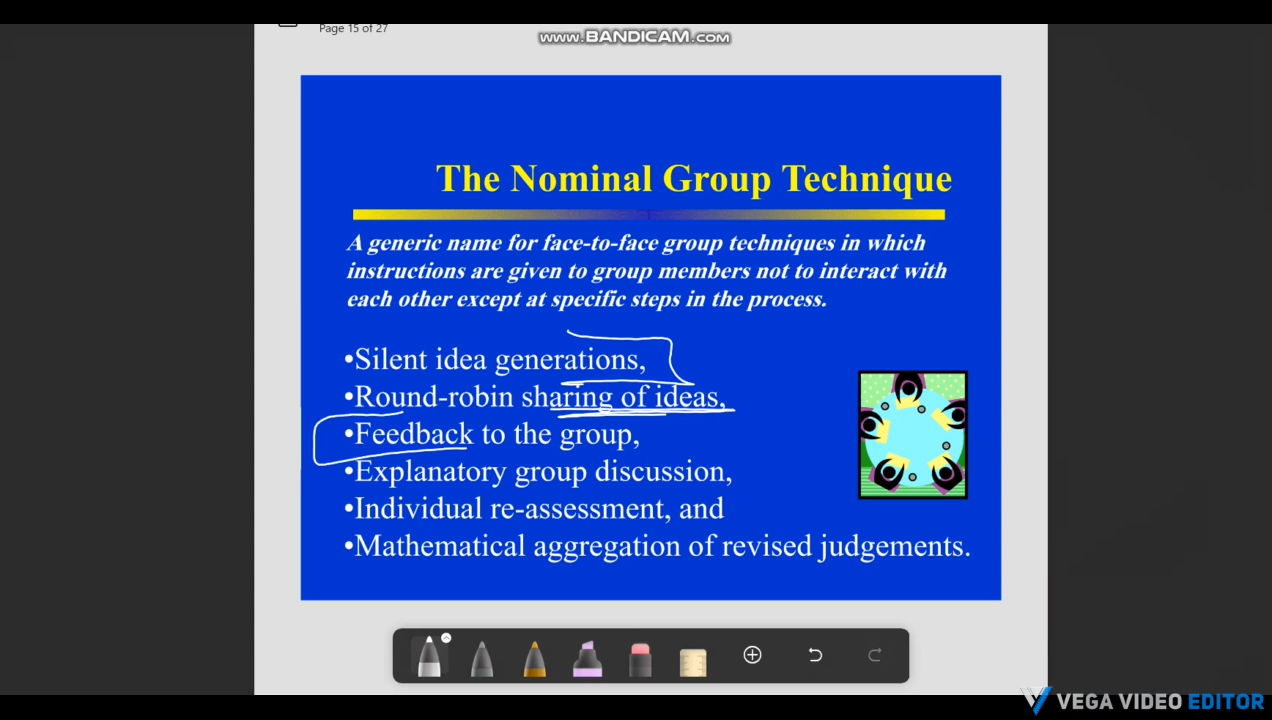 Page 15 of 27
www.BANDICAM.com
The Nominal Group Technique
A generic name for face-to-face group techniques in which
instructions are given to group members not to interact with
each other except at specific steps in the process.
•Silent idea generations,
•Round-robin sharing of ideas,
•Feedback to the group,
•Explanatory group discussion,
•Individual re-assessment, and
•Mathematical aggregation of revised judgements.
VEGA VIDEO EDITOR